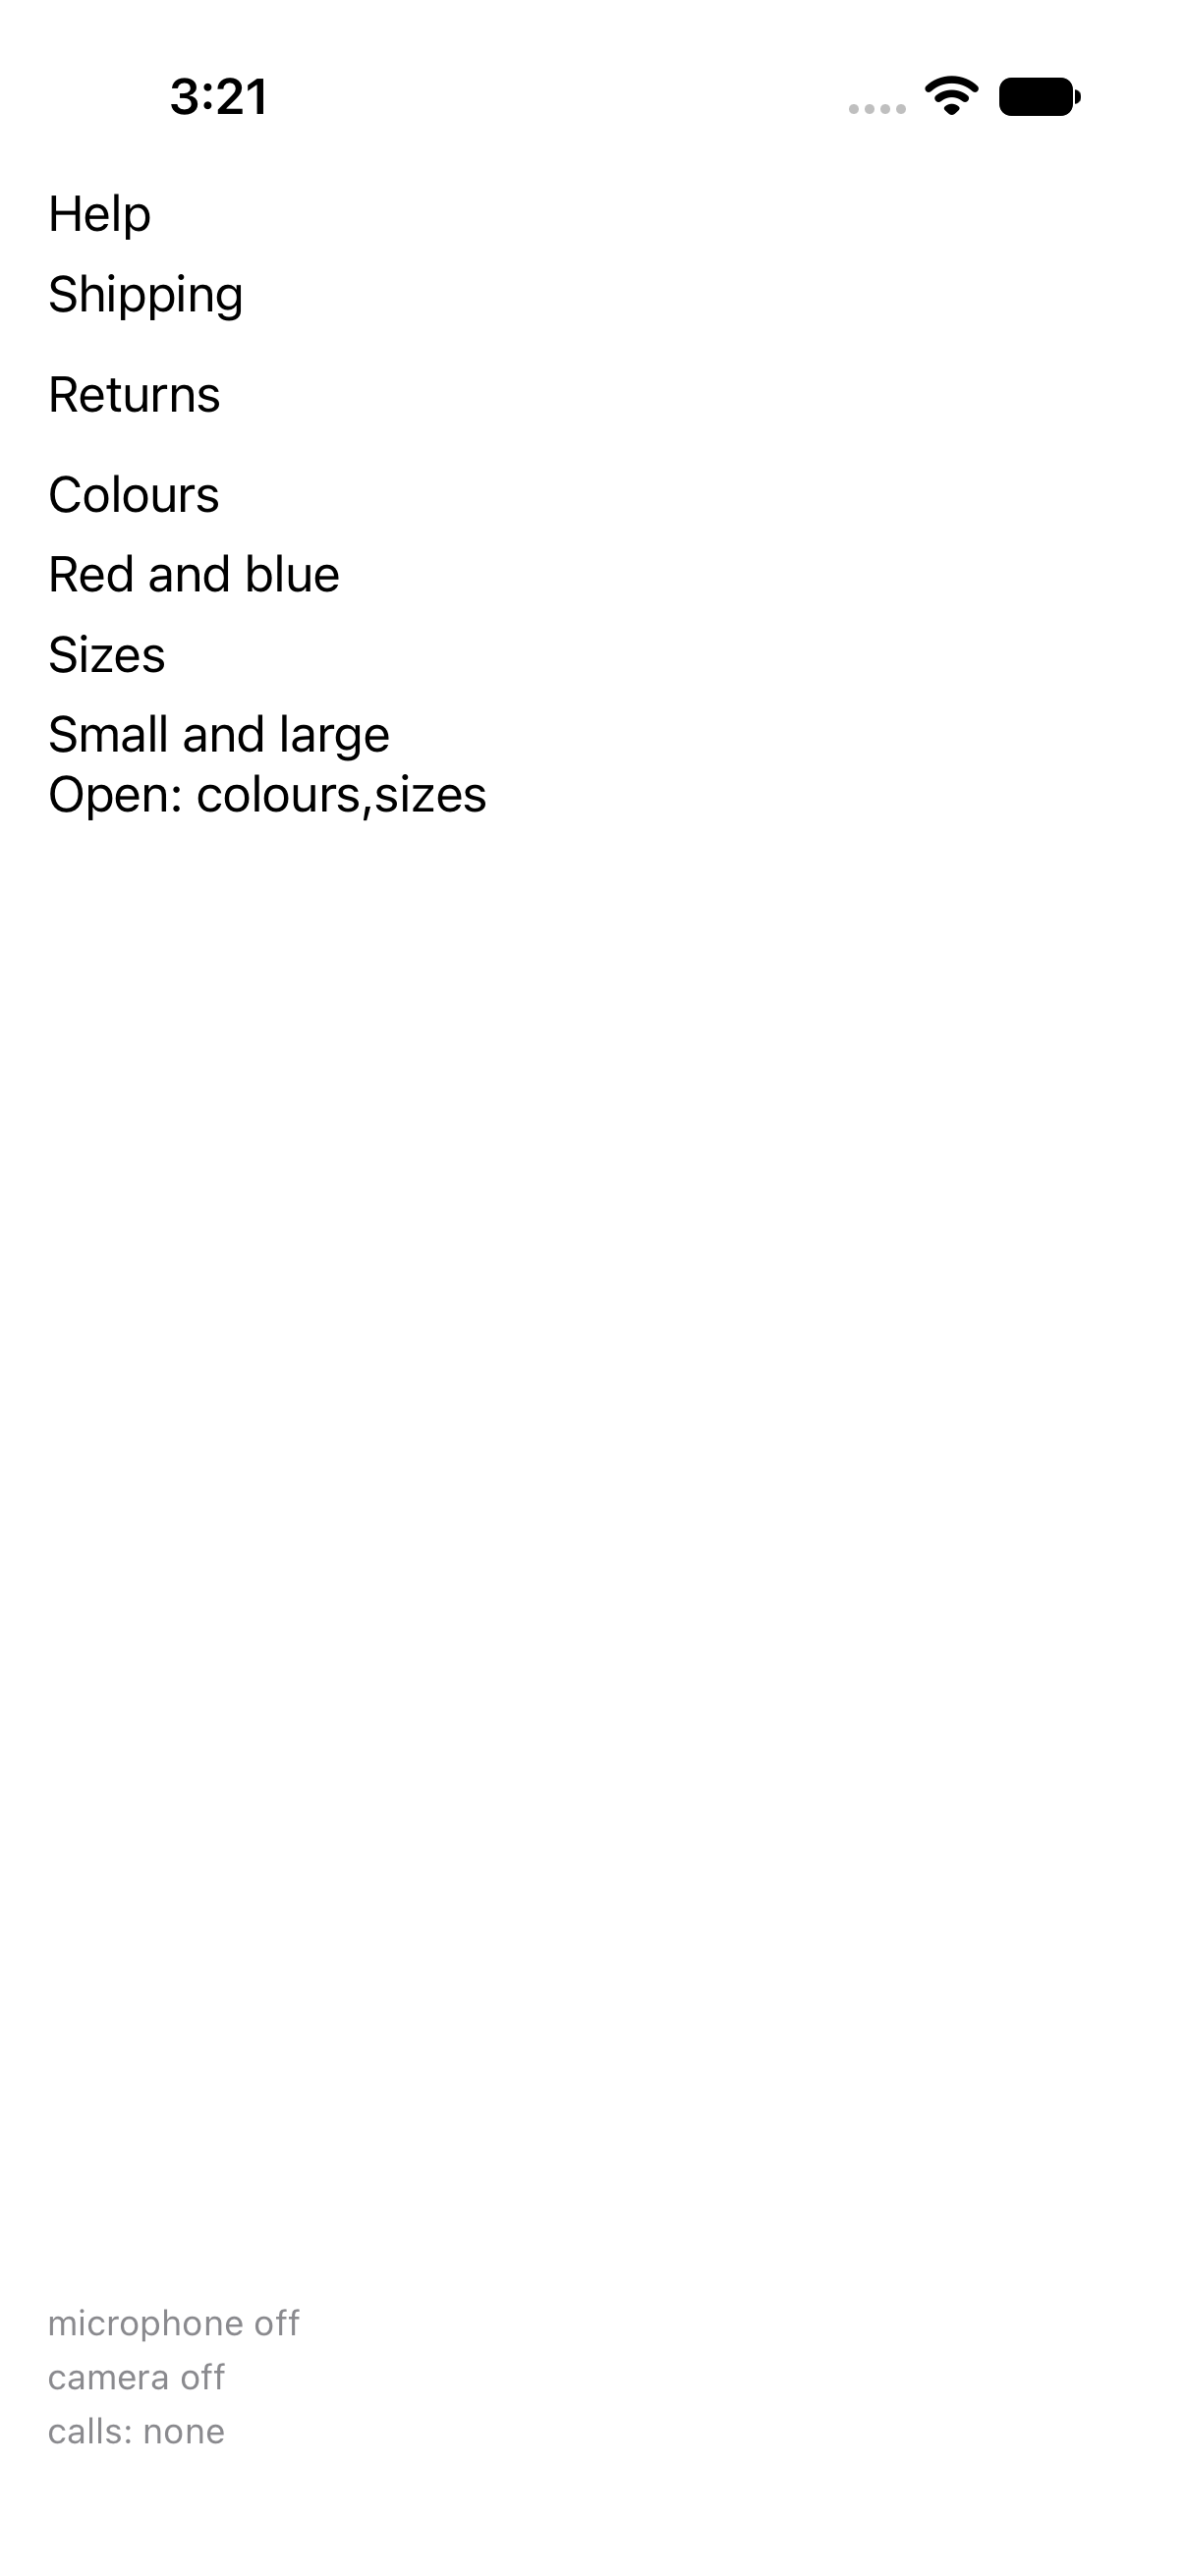 3:21
Help
Shipping
Returns
Colours
Red and blue
Sizes
Small and large
Open: colours,sizes
microphone off
camera off
calls: none